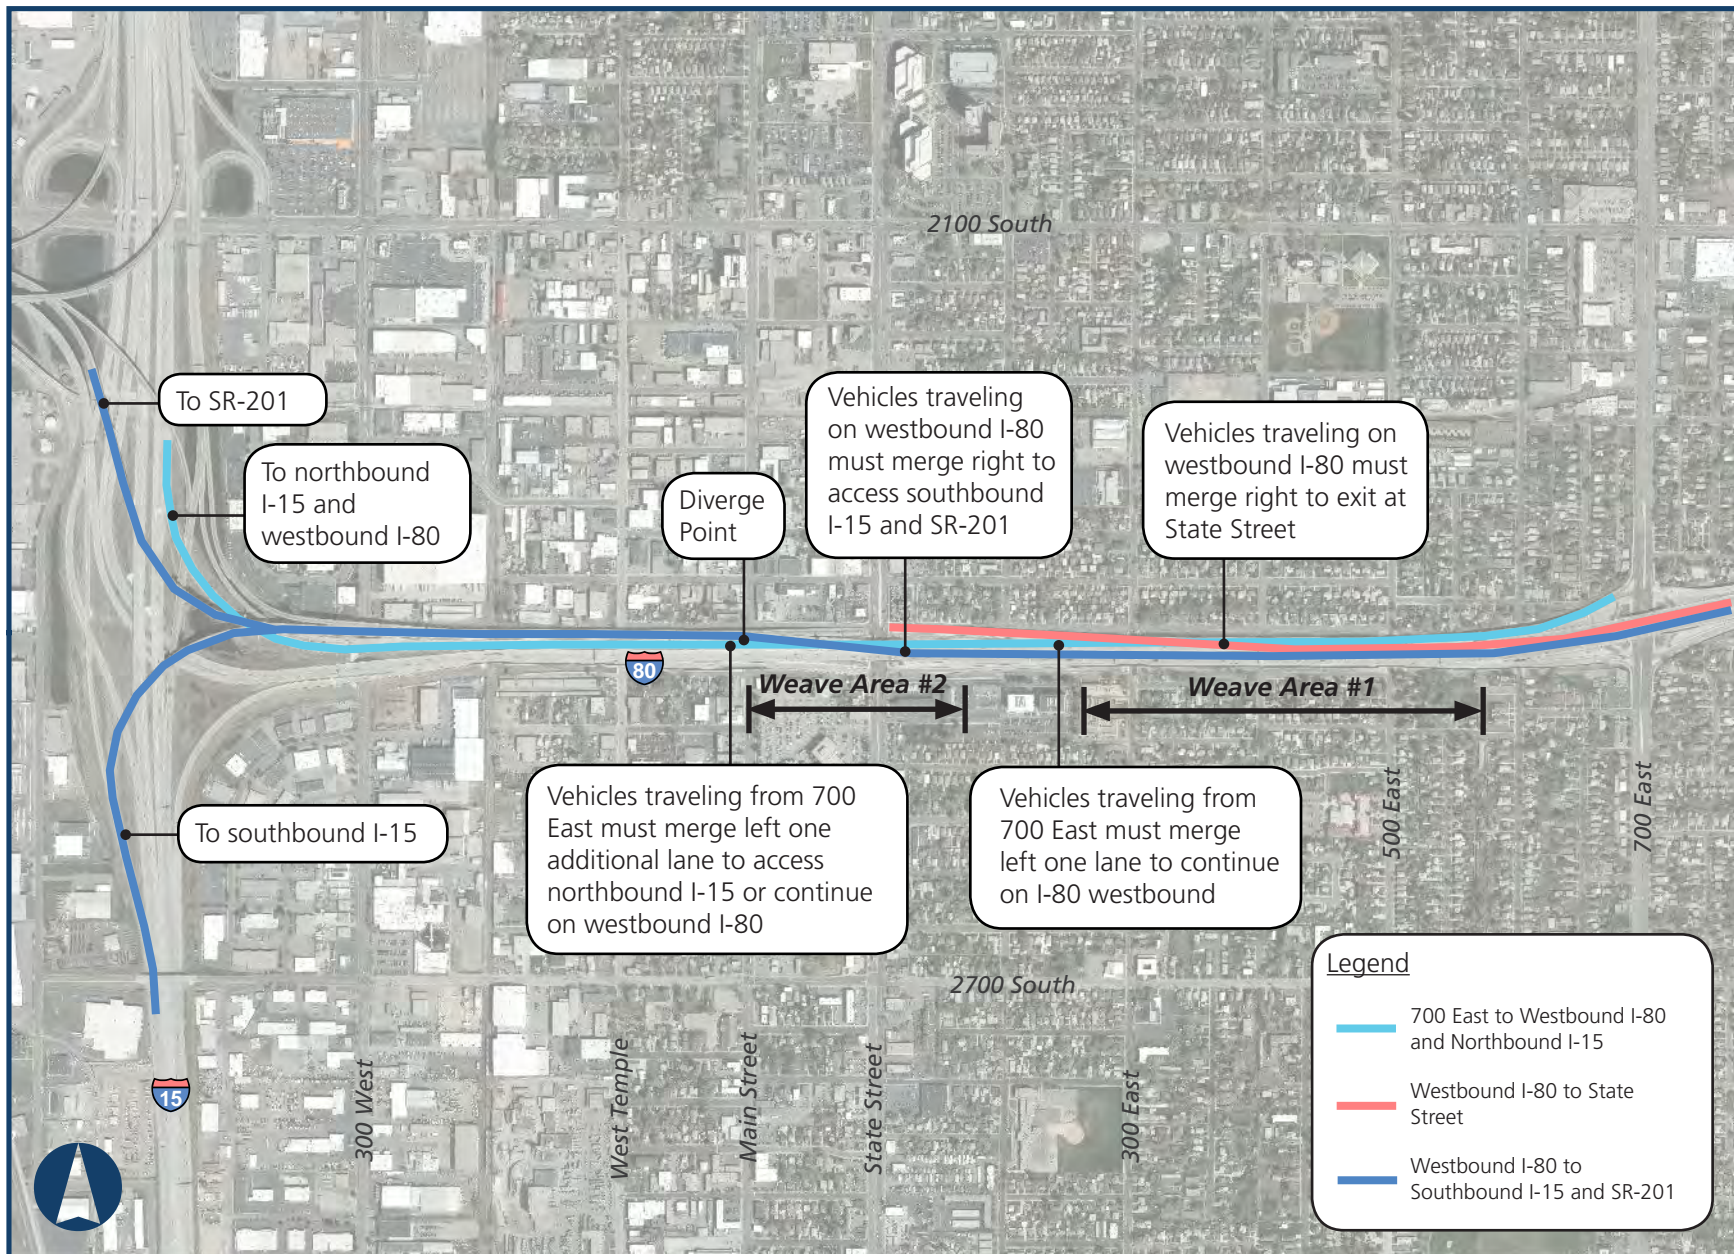 2100 South
To SR-201
To northbound
I-15 and
westbound I-80
Diverge
Point
Vehicles traveling
on westbound I-80
must merge right to
access southbound
I-15 and SR-201
Vehicles traveling on
westbound I-80 must
merge right to exit at
State Street
80
Weave Area #2
Weave Area #1
To southbound I-15
Vehicles traveling from 700
East must merge left one
additional lane to access
northbound I-15 or continue
on westbound I-80
Vehicles traveling from
700 East must merge
left one lane to continue
on I-80 westbound
500 East
700 East
2700 South
15
300 West
West Temple
Main Street
State Street
300 East
Legend
700 East to Westbound I-80
and Northbound I-15
Westbound I-80 to State
Street
Westbound I-80 to
Southbound I-15 and SR-201